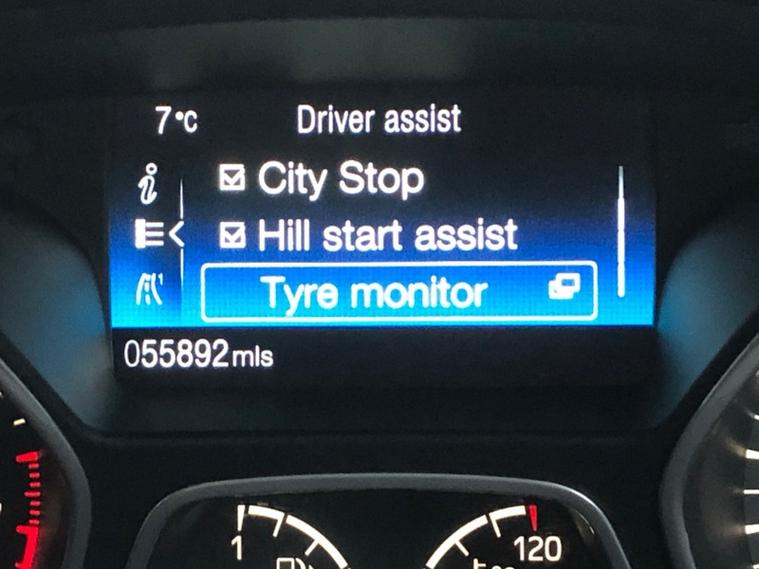 7°C Driver assist
City Stop
Hill start assist
Tyre monitor
055892mls
1 120